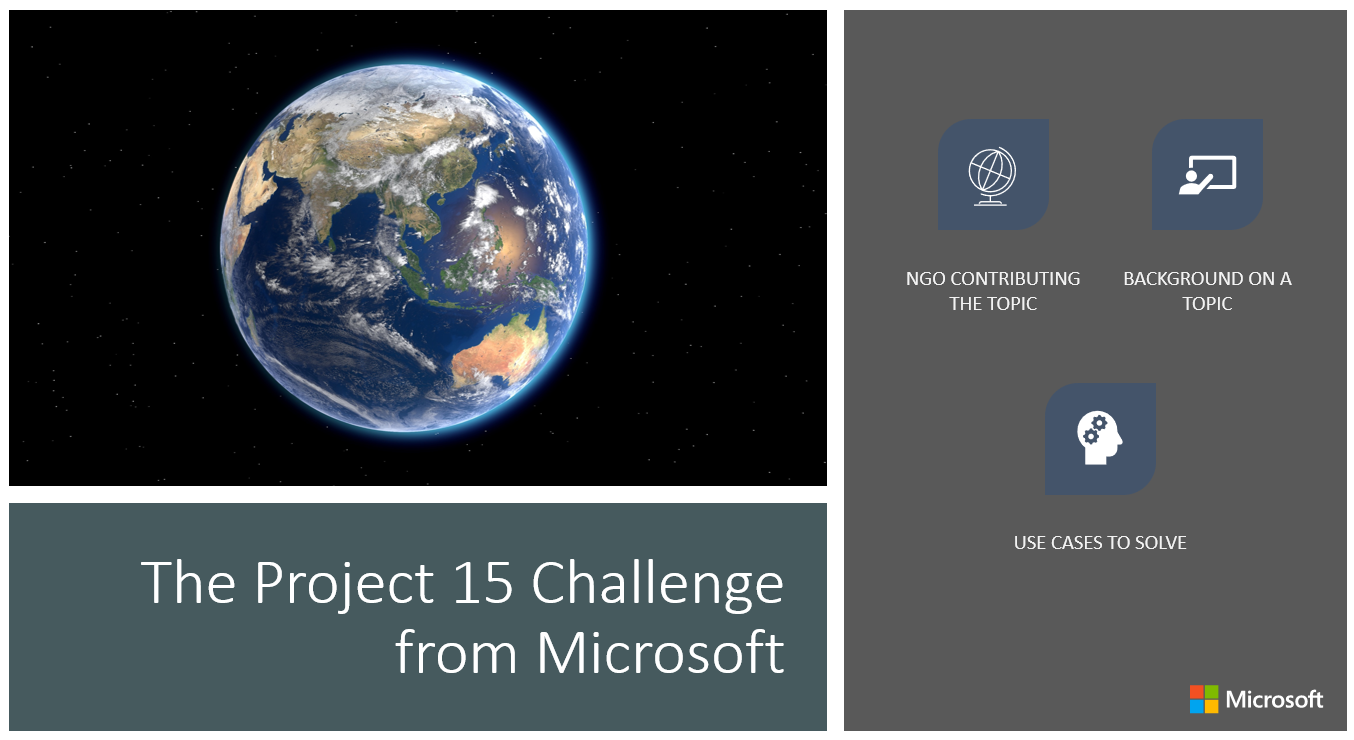 The Project 15 Challenge
from Microsoft
NGO CONTRIBUTING
THE TOPIC
BACKGROUND ON A
TOPIC
USE CASES TO SOLVE
Microsoft